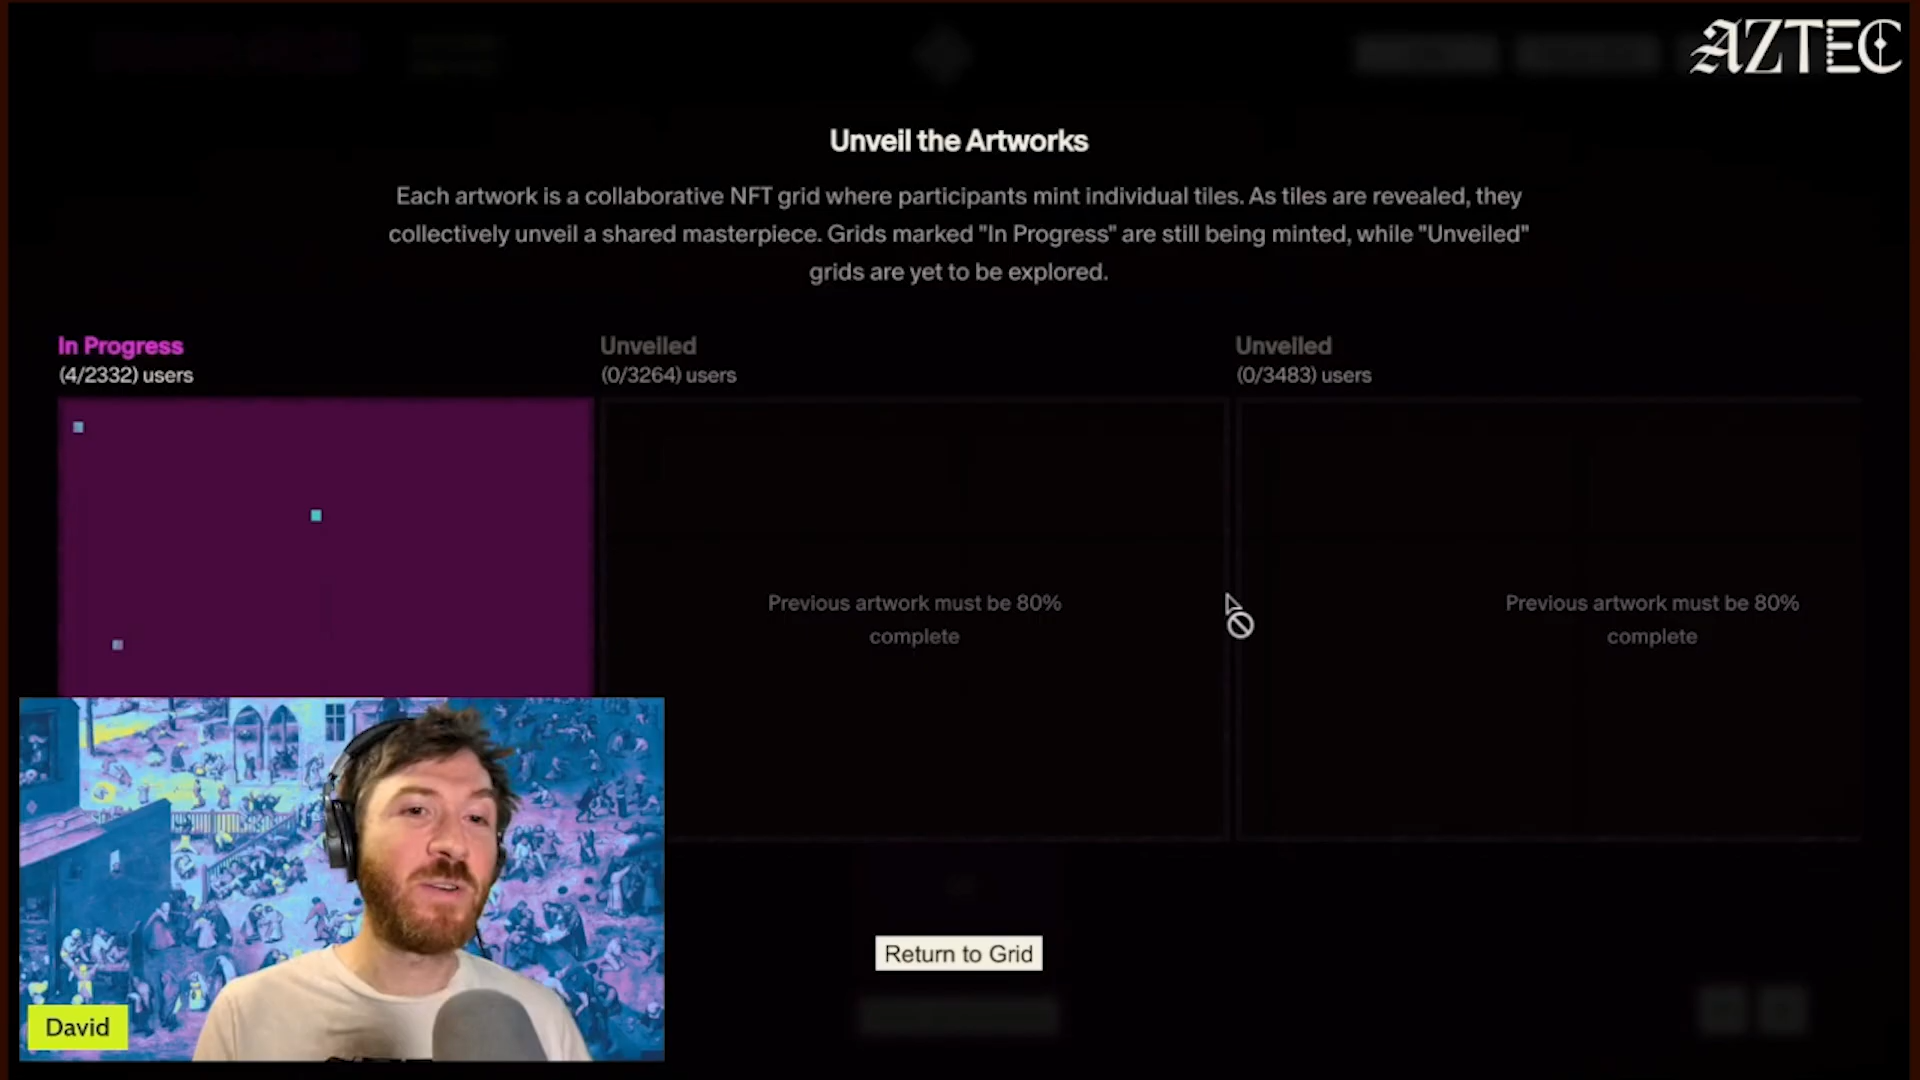 AZTEC
Unveil the Artworks
Each artwork is a collaborative NFT grid where participants mint individual tiles. As tiles are revealed, they
collectively unveil a shared masterpiece. Grids marked "In Progress" are still being minted, while "Unveiled"
grids are yet to be explored.
In Progress
(4/2332) users
Unveiled
(0/3264) users
Unveiled
(0/3483) users
Previous artwork must be 80%
complete
Previous artwork must be 80%
complete
Return to Grid
David